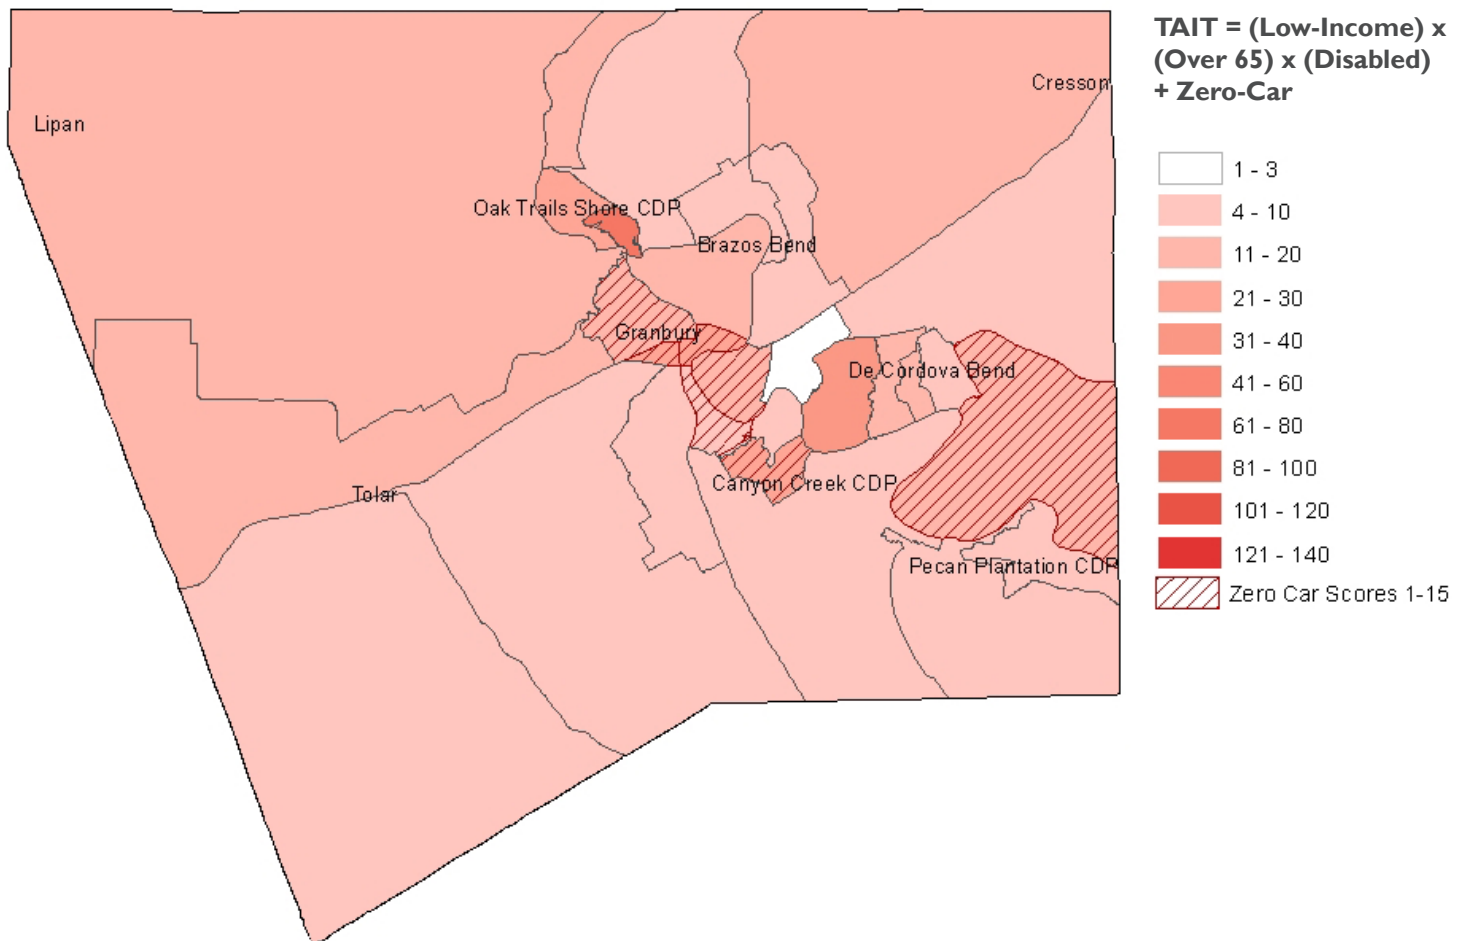 TAIT = (Low-Income) x
(Over 65) x (Disabled)
+ Zero-Car
Cresson
Lipan
Oak Trails Shore CDP
Brazos Bend
Granbury
De Cordova Bend
Canyon Creek CDP
Tolar
Pecan Plantation CDP
1 - 3
4 - 10
11 - 20
21 - 30
31 - 40
41 - 60
61 - 80
81 - 100
101 - 120
121 - 140
Zero Car Scores 1-15